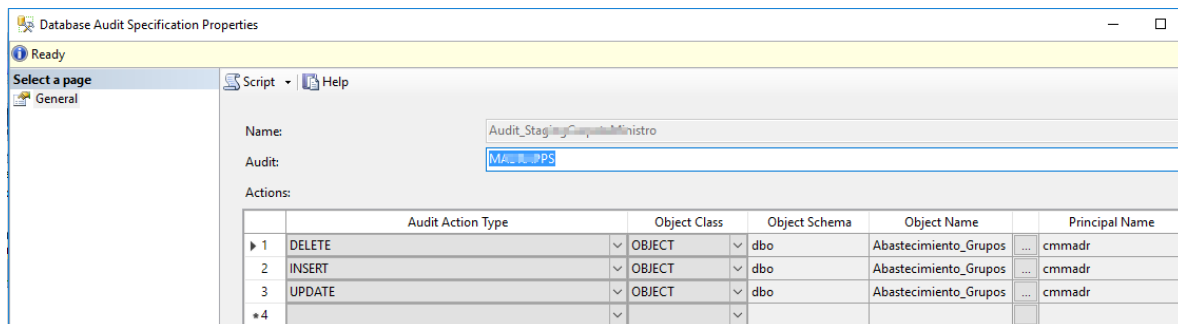 Database Audit Specification Properties
Ready
Select a page
General
Script Help
Name:
Audit:
Actions:
Audit Action Type Object Class Object Schema Object Name Principal Name
1 DELETE OBJECT dbo Abastecimiento_Grupos ... cmmadr
2 INSERT OBJECT dbo Abastecimiento_Grupos ... cmmadr
3 UPDATE OBJECT dbo Abastecimiento_Grupos ... cmmadr
*4